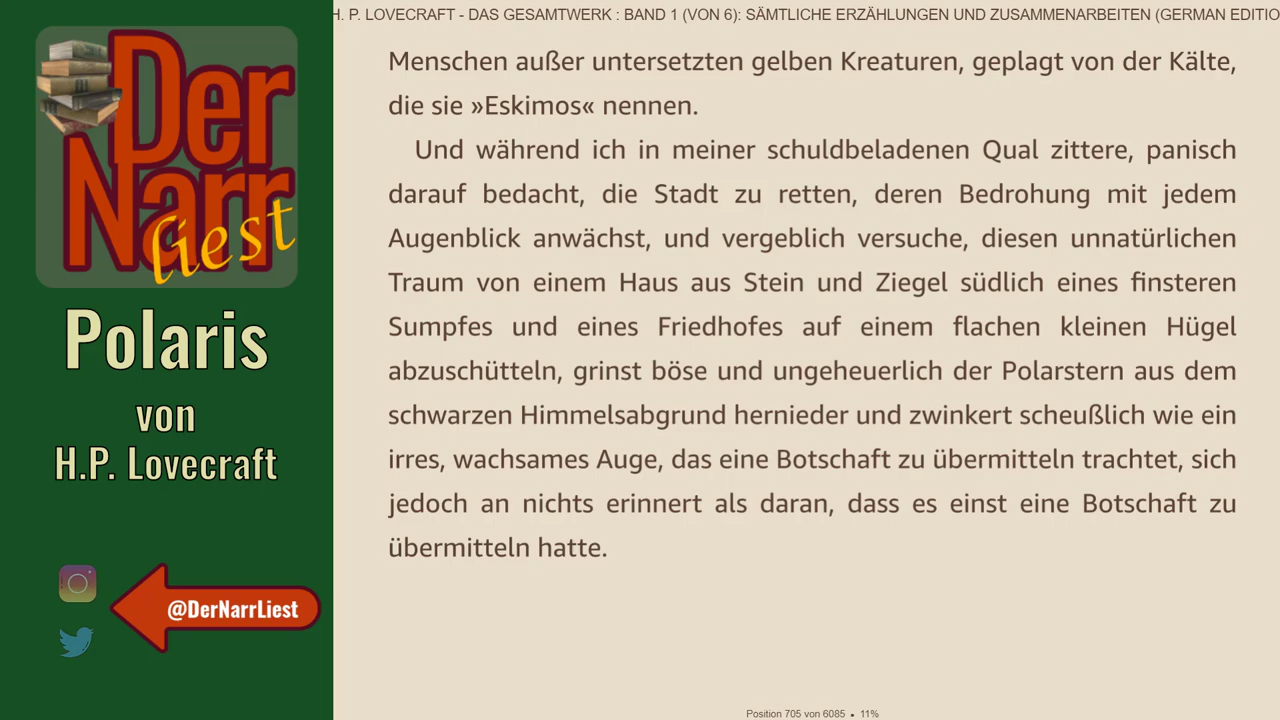 H. P. LOVECRAFT - DAS GESAMTWERK : BAND 1 (VON 6): SÄMTLICHE ERZÄHLUNGEN UND ZUSAMMENARBEITEN (GERMAN EDITIO
Der
Narr
liest
Polaris
von
H.P. Lovecraft
@DerNarrLiest
Menschen außer untersetzten gelben Kreaturen, geplagt von der Kälte,
die sie »Eskimos« nennen.
Und während ich in meiner schuldbeladenen Qual zittere, panisch
darauf bedacht, die Stadt zu retten, deren Bedrohung mit jedem
Augenblick anwächst, und vergeblich versuche, diesen unnatürlichen
Traum von einem Haus aus Stein und Ziegel südlich eines finsteren
Sumpfes und eines Friedhofes auf einem flachen kleinen Hügel
abzuschütteln, grinst böse und ungeheuerlich der Polarstern aus dem
schwarzen Himmelsabgrund hernieder und zwinkert scheußlich wie ein
irres, wachsames Auge, das eine Botschaft zu übermitteln trachtet, sich
jedoch an nichts erinnert als daran, dass es einst eine Botschaft zu
übermitteln hatte.
Position 705 von 6085 • 11%